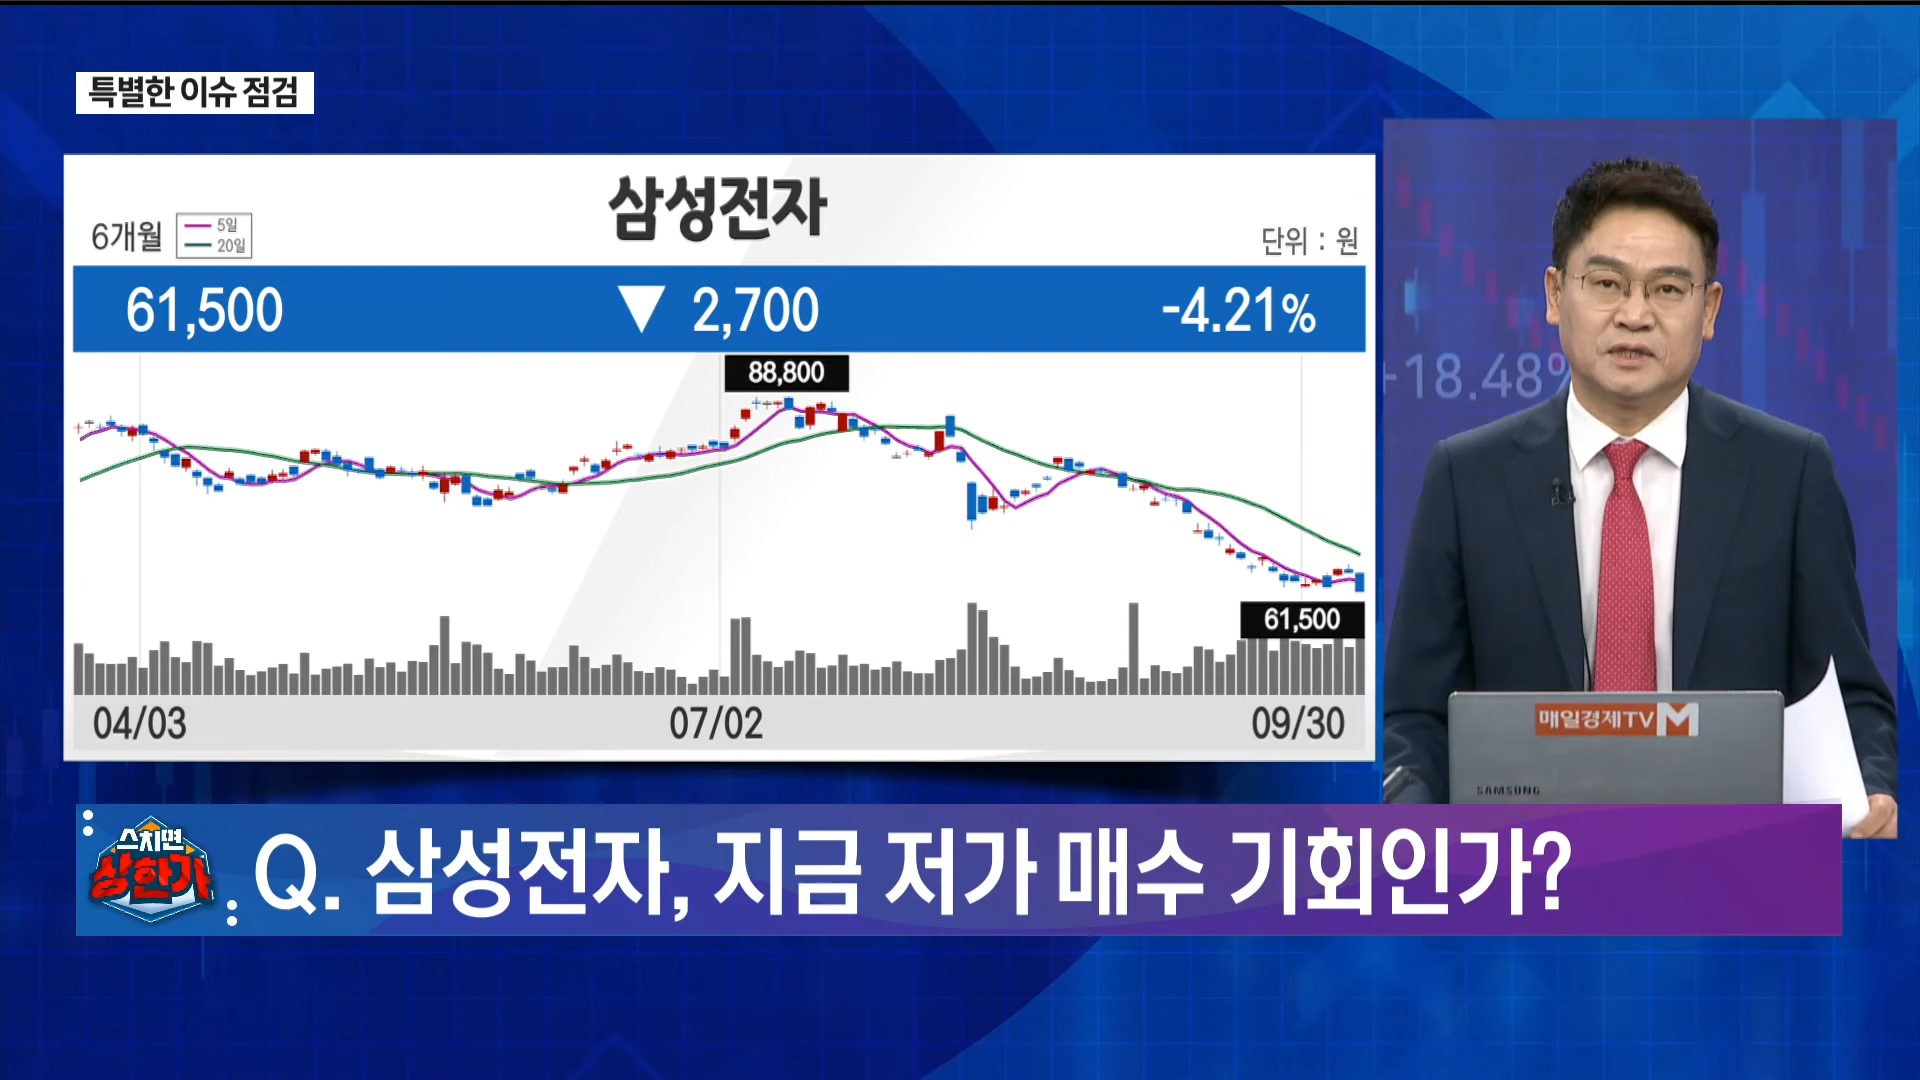 특별한 이슈 점검
삼성전자
6개월
5일
20일
단위 : 원
61,500 ▼ 2,700 -4.21%
88,800
61,500
04/03 07/02 09/30
+18.48%
매일경제TV M
SAMSUNG
스치면
상한가
Q. 삼성전자, 지금 저가 매수 기회인가?